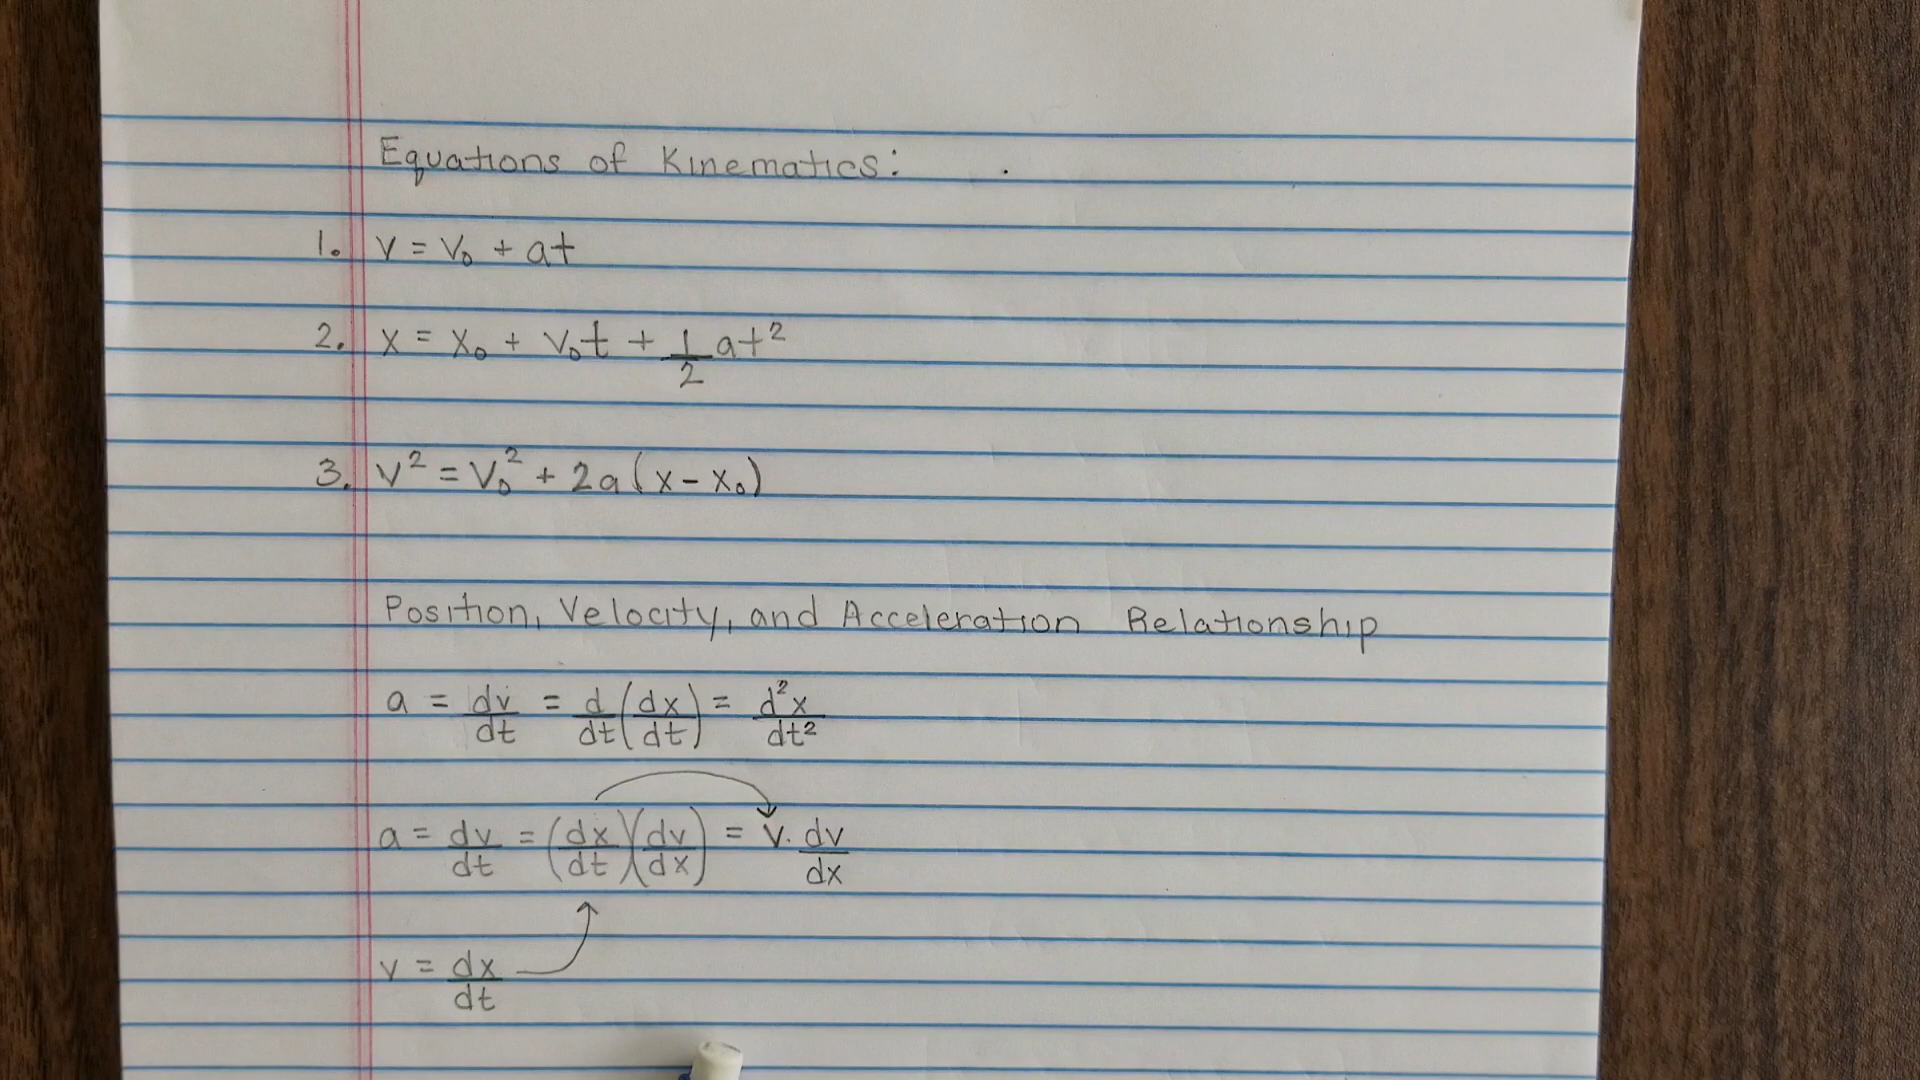 Equations of Kinematics:
1. v = v₀ + at
2. x = x₀ + v₀t + 1/2 at²
3. v² = v₀² + 2a(x - x₀)
Position, Velocity, and Acceleration Relationship
a = dv/dt = d/dt (dx/dt) = d²x/dt²
a = dv/dt = (dx/dt)(dv/dx) = v · dv/dx
v = dx/dt